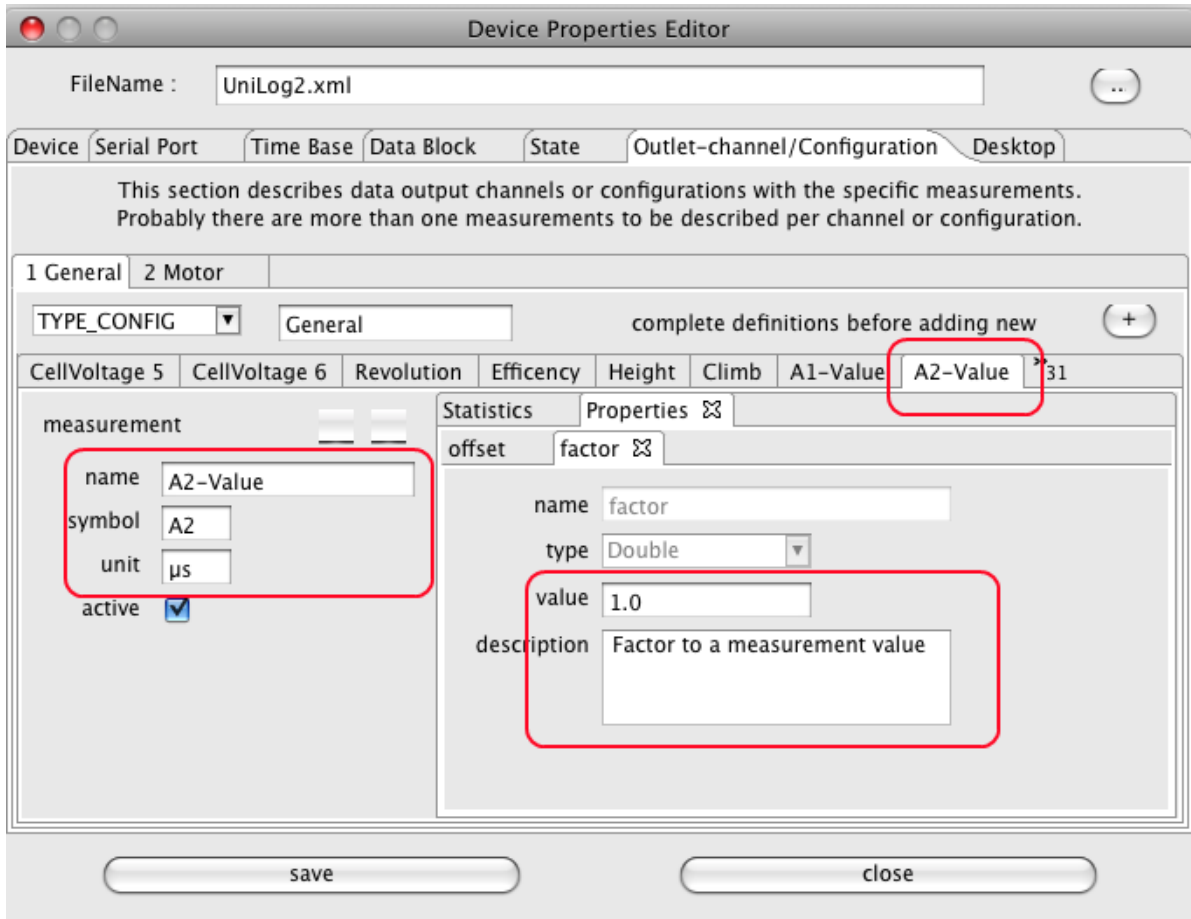 Device Properties Editor
FileName :
UniLog2.xml
..
Device Serial Port Time Base Data Block State Outlet-channel/Configuration Desktop
This section describes data output channels or configurations with the specific measurements.
Probably there are more than one measurements to be described per channel or configuration.
1 General 2 Motor
TYPE_CONFIG General complete definitions before adding new +
CellVoltage 5 CellVoltage 6 Revolution Efficency Height Climb A1-Value A2-Value »31
measurement
name A2-Value
symbol A2
unit µs
active
Statistics Properties
offset factor
name factor
type Double
value 1.0
description Factor to a measurement value
save close